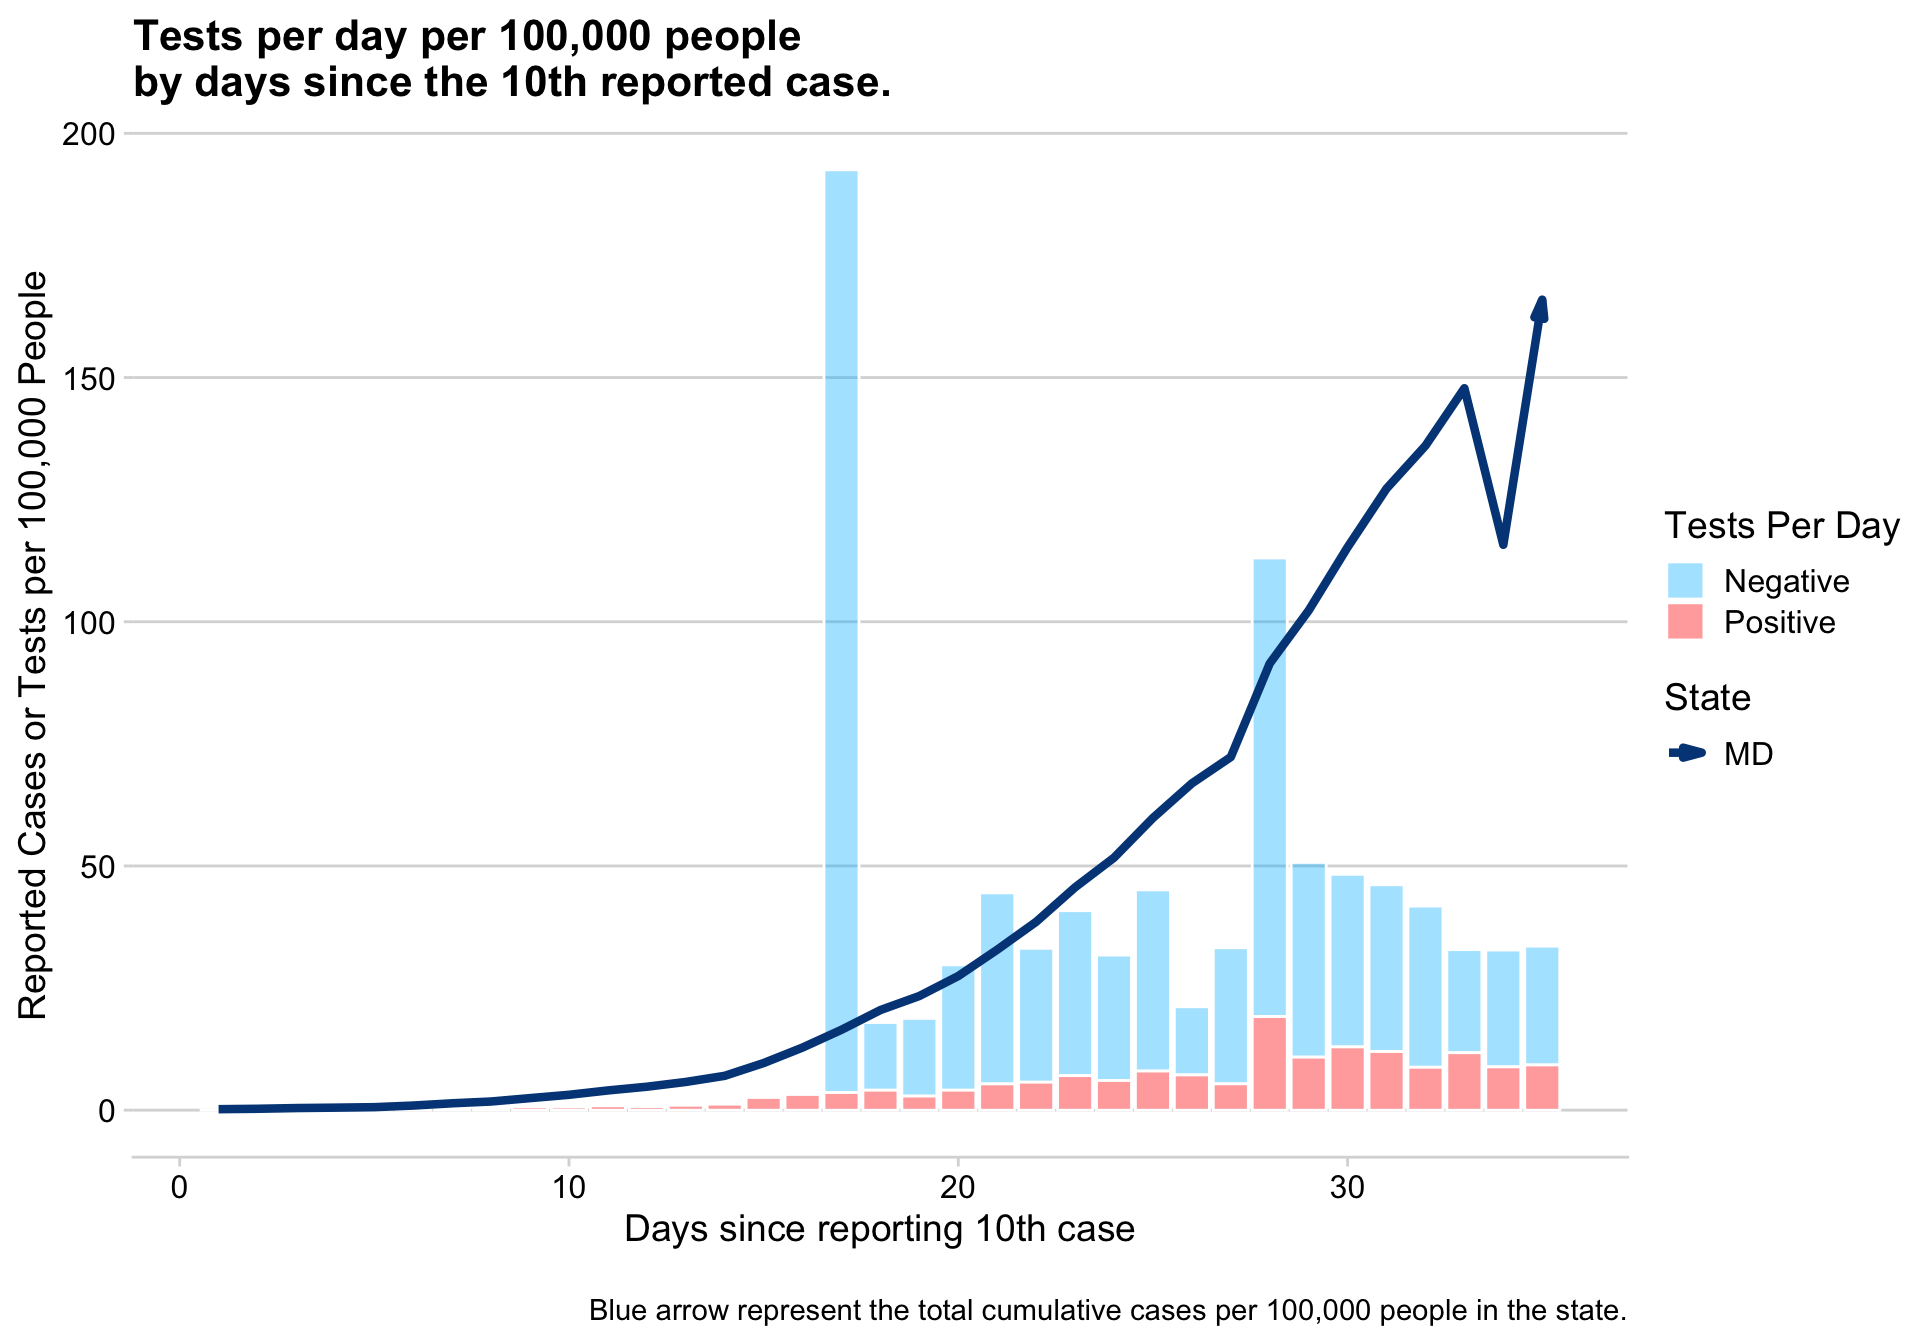 Tests per day per 100,000 people
by days since the 10th reported case.
Reported Cases or Tests per 100,000 People
200
150
100
50
0
0
10
20
30
Days since reporting 10th case
Tests Per Day
Negative
Positive
State
MD
Blue arrow represent the total cumulative cases per 100,000 people in the state.